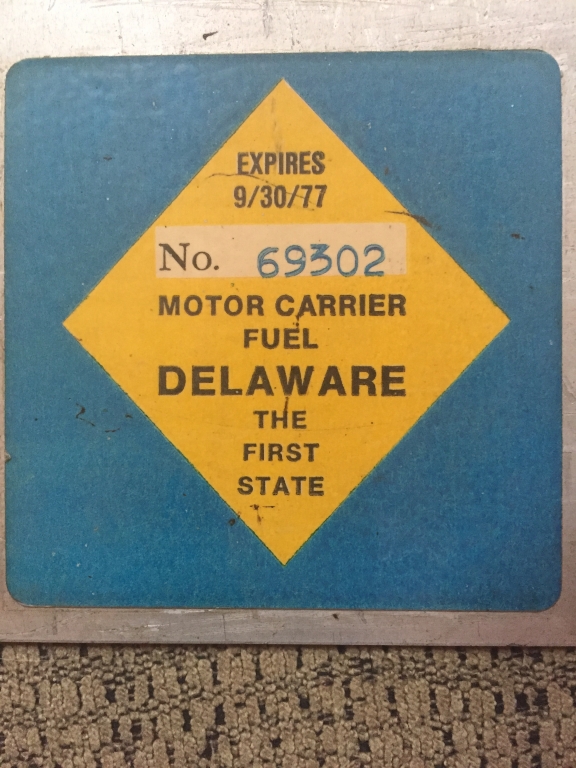 EXPIRES
9/30/77
No. 69302
MOTOR CARRIER
FUEL
DELAWARE
THE
FIRST
STATE